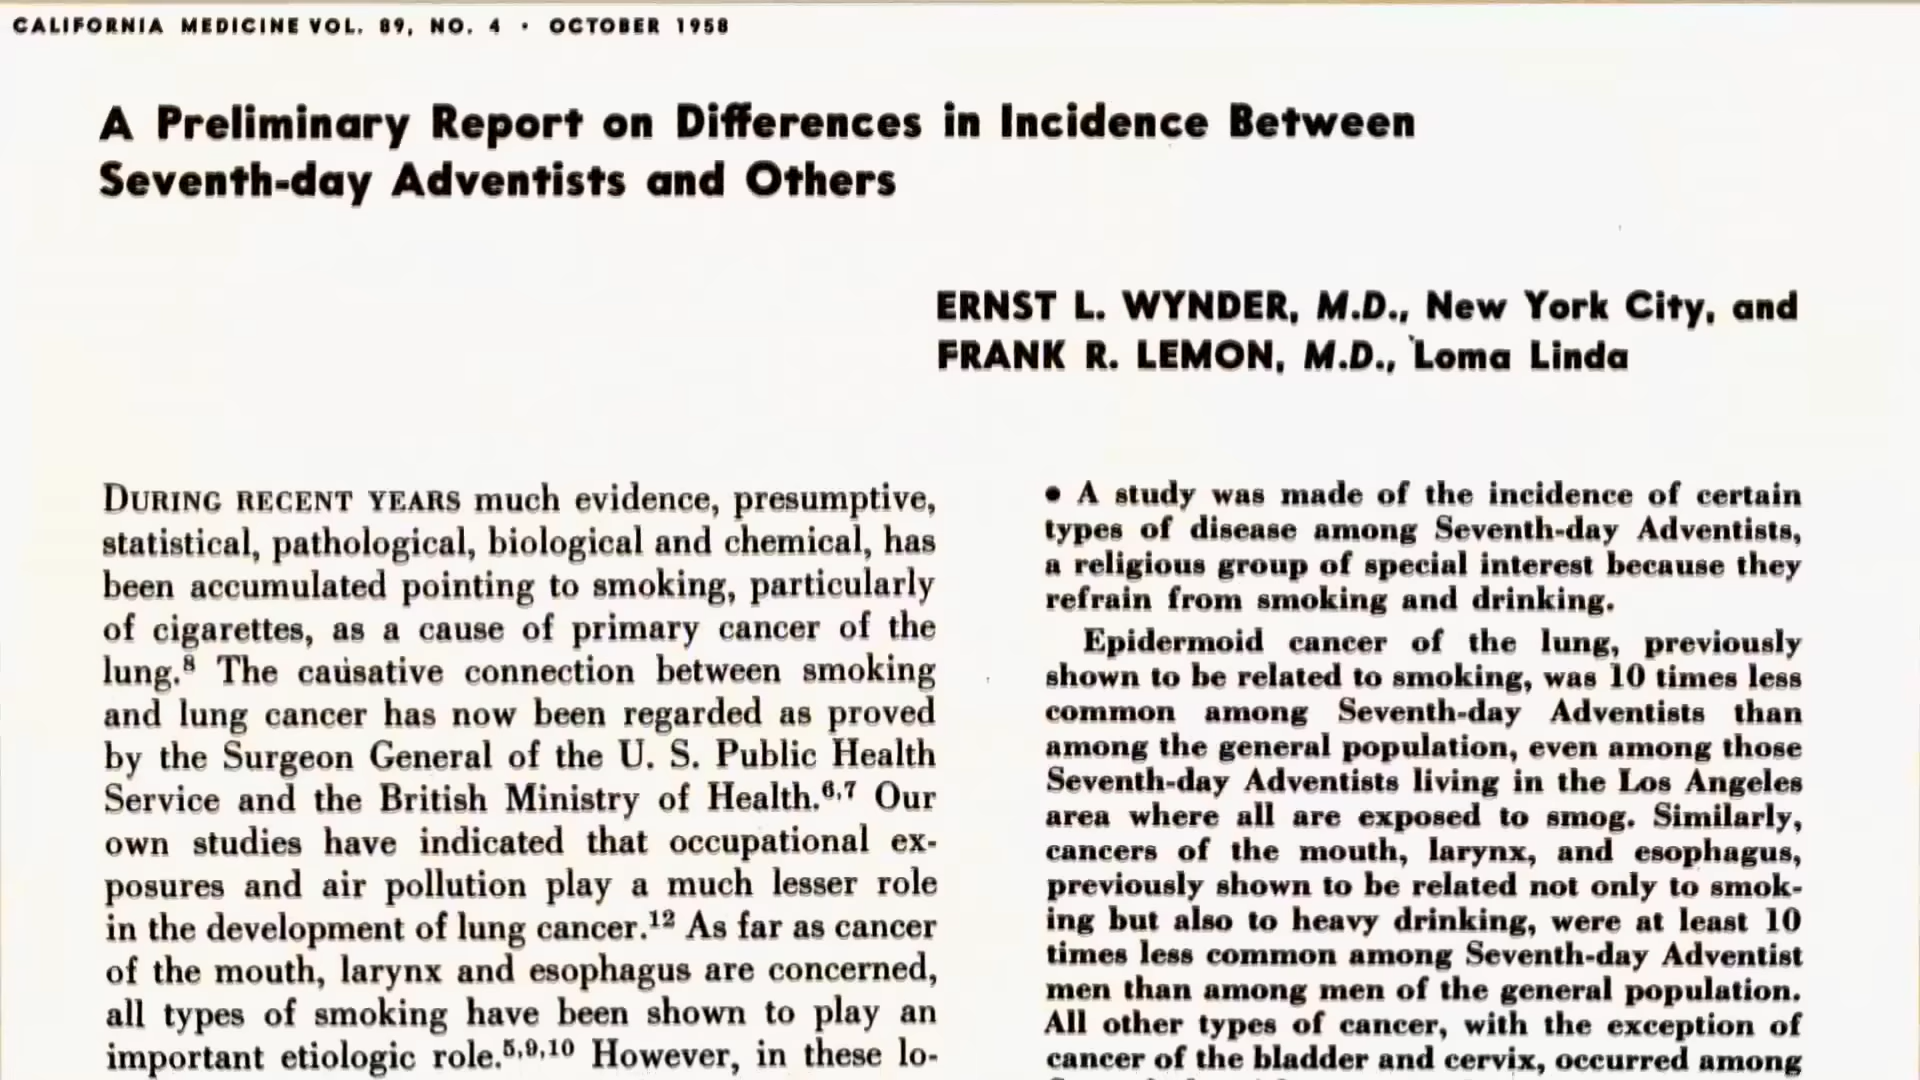 CALIFORNIA MEDICINE VOL. 89, NO. 4 · OCTOBER 1958
A Preliminary Report on Differences in Incidence Between
Seventh-day Adventists and Others
ERNST L. WYNDER, M.D., New York City, and
FRANK R. LEMON, M.D., Loma Linda
DURING RECENT YEARS much evidence, presumptive,
statistical, pathological, biological and chemical, has
been accumulated pointing to smoking, particularly
of cigarettes, as a cause of primary cancer of the
lung.8 The causative connection between smoking
and lung cancer has now been regarded as proved
by the Surgeon General of the U. S. Public Health
Service and the British Ministry of Health.6,7 Our
own studies have indicated that occupational ex-
posures and air pollution play a much lesser role
in the development of lung cancer.12 As far as cancer
of the mouth, larynx and esophagus are concerned,
all types of smoking have been shown to play an
important etiologic role.5,9,10 However, in these lo-
• A study was made of the incidence of certain
types of disease among Seventh-day Adventists,
a religious group of special interest because they
refrain from smoking and drinking.
Epidermoid cancer of the lung, previously
shown to be related to smoking, was 10 times less
common among Seventh-day Adventists than
among the general population, even among those
Seventh-day Adventists living in the Los Angeles
area where all are exposed to smog. Similarly,
cancers of the mouth, larynx, and esophagus,
previously shown to be related not only to smok-
ing but also to heavy drinking, were at least 10
times less common among Seventh-day Adventist
men than among men of the general population.
All other types of cancer, with the exception of
cancer of the bladder and cervix, occurred among